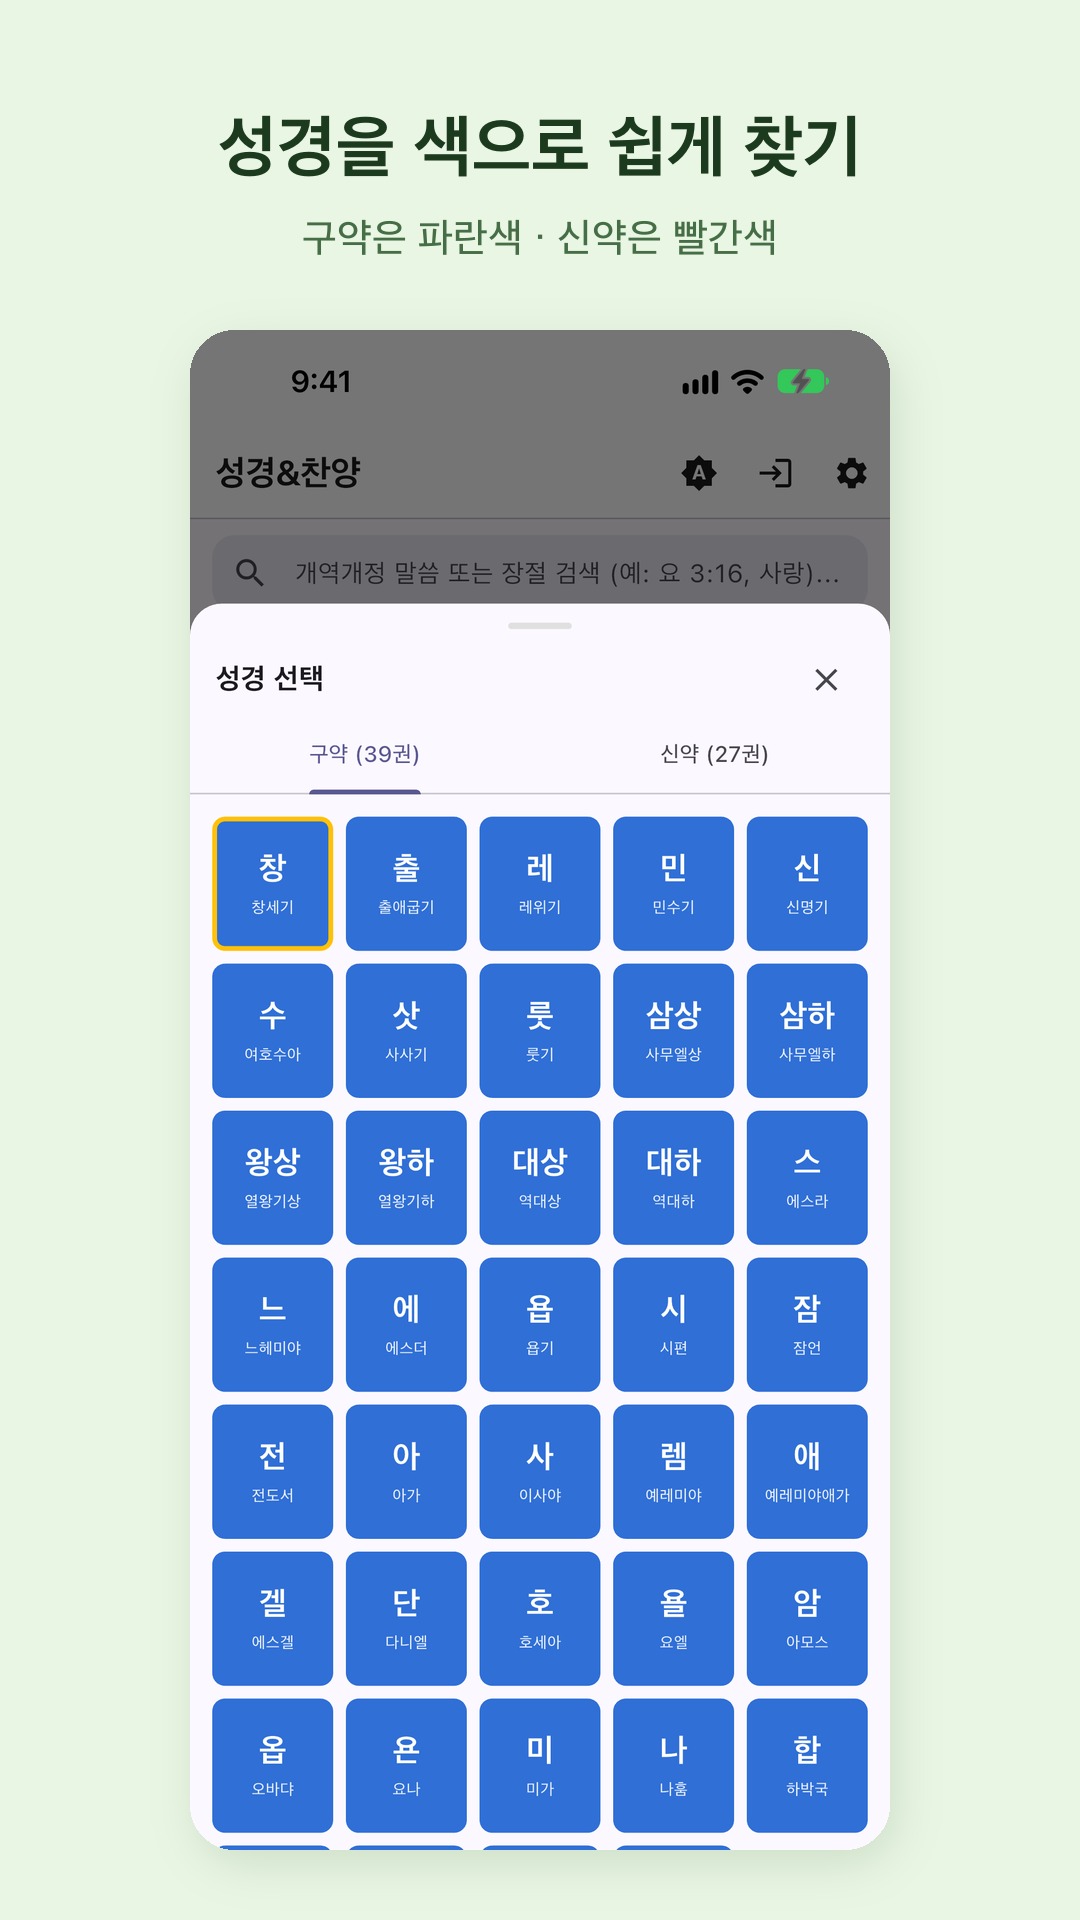 성경을 색으로 쉽게 찾기
구약은 파란색 · 신약은 빨간색
9:41
성경&찬양
A
개역개정 말씀 또는 장절 검색 (예: 요 3:16, 사랑)...
성경 선택
구약 (39권) 신약 (27권)
창 출 레 민 신
창세기 출애굽기 레위기 민수기 신명기
수 삿 룻 삼상 삼하
여호수아 사사기 룻기 사무엘상 사무엘하
왕상 왕하 대상 대하 스
열왕기상 열왕기하 역대상 역대하 에스라
느 에 욥 시 잠
느헤미야 에스더 욥기 시편 잠언
전 아 사 렘 애
전도서 아가 이사야 예레미야 예레미야애가
겔 단 호 욜 암
에스겔 다니엘 호세아 요엘 아모스
옵 욘 미 나 합
오바댜 요나 미가 나훔 하박국